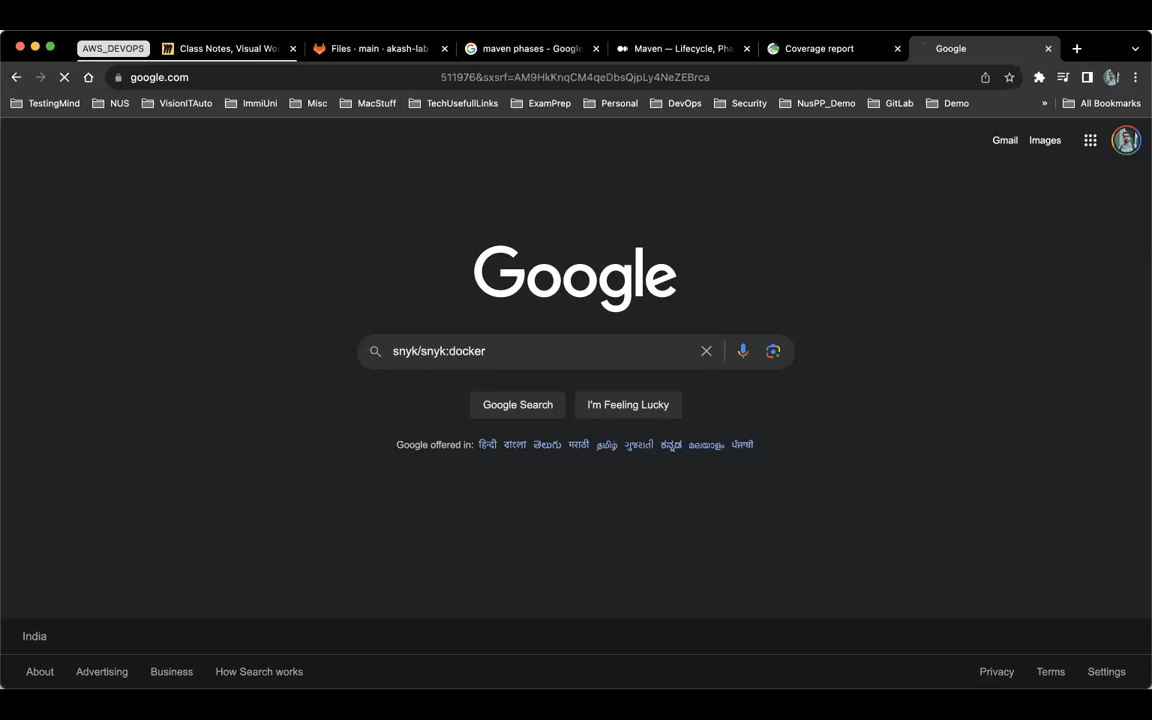 AWS_DEVOPS
Class Notes, Visual Wo
Files · main · akash-lab
maven phases - Google
Maven — Lifecycle, Pha
Coverage report
Google
google.com
511976&sxsrf=AM9HkKnqCM4qeDbsQjpLy4NeZEBrca
TestingMind
NUS
VisionITAuto
ImmiUni
Misc
MacStuff
TechUsefullLinks
ExamPrep
Personal
DevOps
Security
NusPP_Demo
GitLab
Demo
»
All Bookmarks
Gmail
Images
Google
snyk/snyk:docker
Google Search
I'm Feeling Lucky
Google offered in: हिन्दी বাংলা తెలుగు मराठी தமிழ் ગુજરાતી ಕನ್ನಡ മലയാളം ਪੰਜਾਬੀ
India
About
Advertising
Business
How Search works
Privacy
Terms
Settings